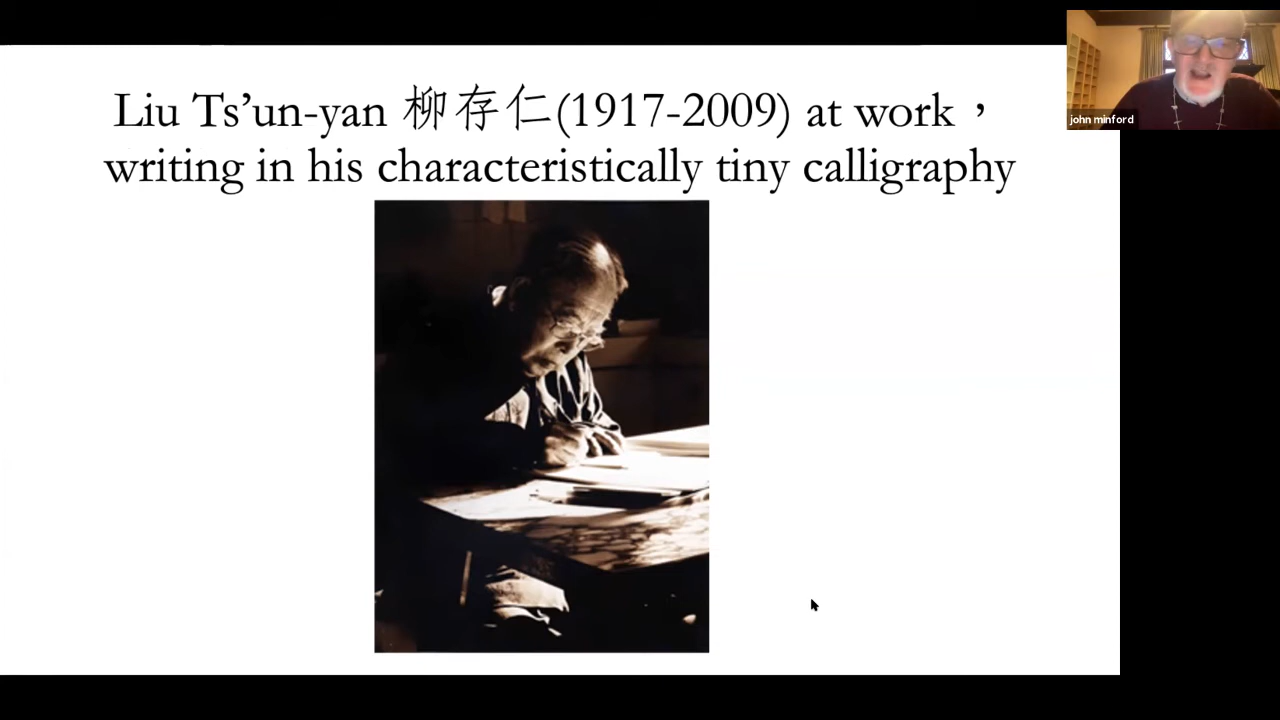 Liu Ts’un-yan 柳存仁(1917-2009) at work，
writing in his characteristically tiny calligraphy
john minford